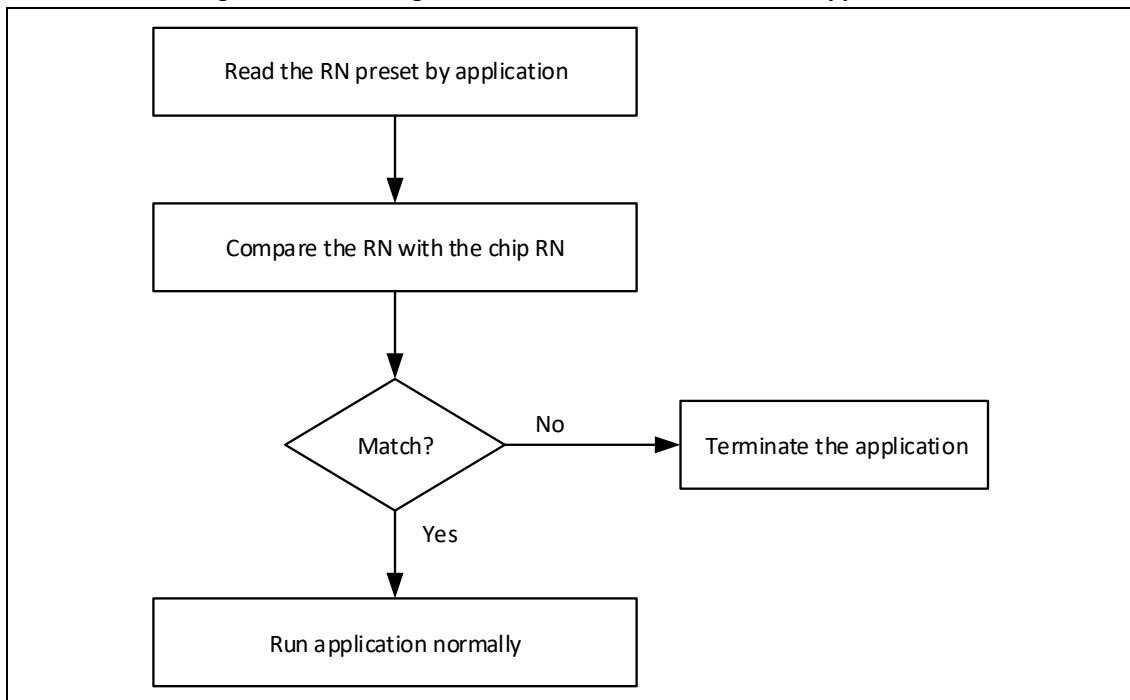 Read the RN preset by application
Compare the RN with the chip RN
Match?
No
Terminate the application
Yes
Run application normally